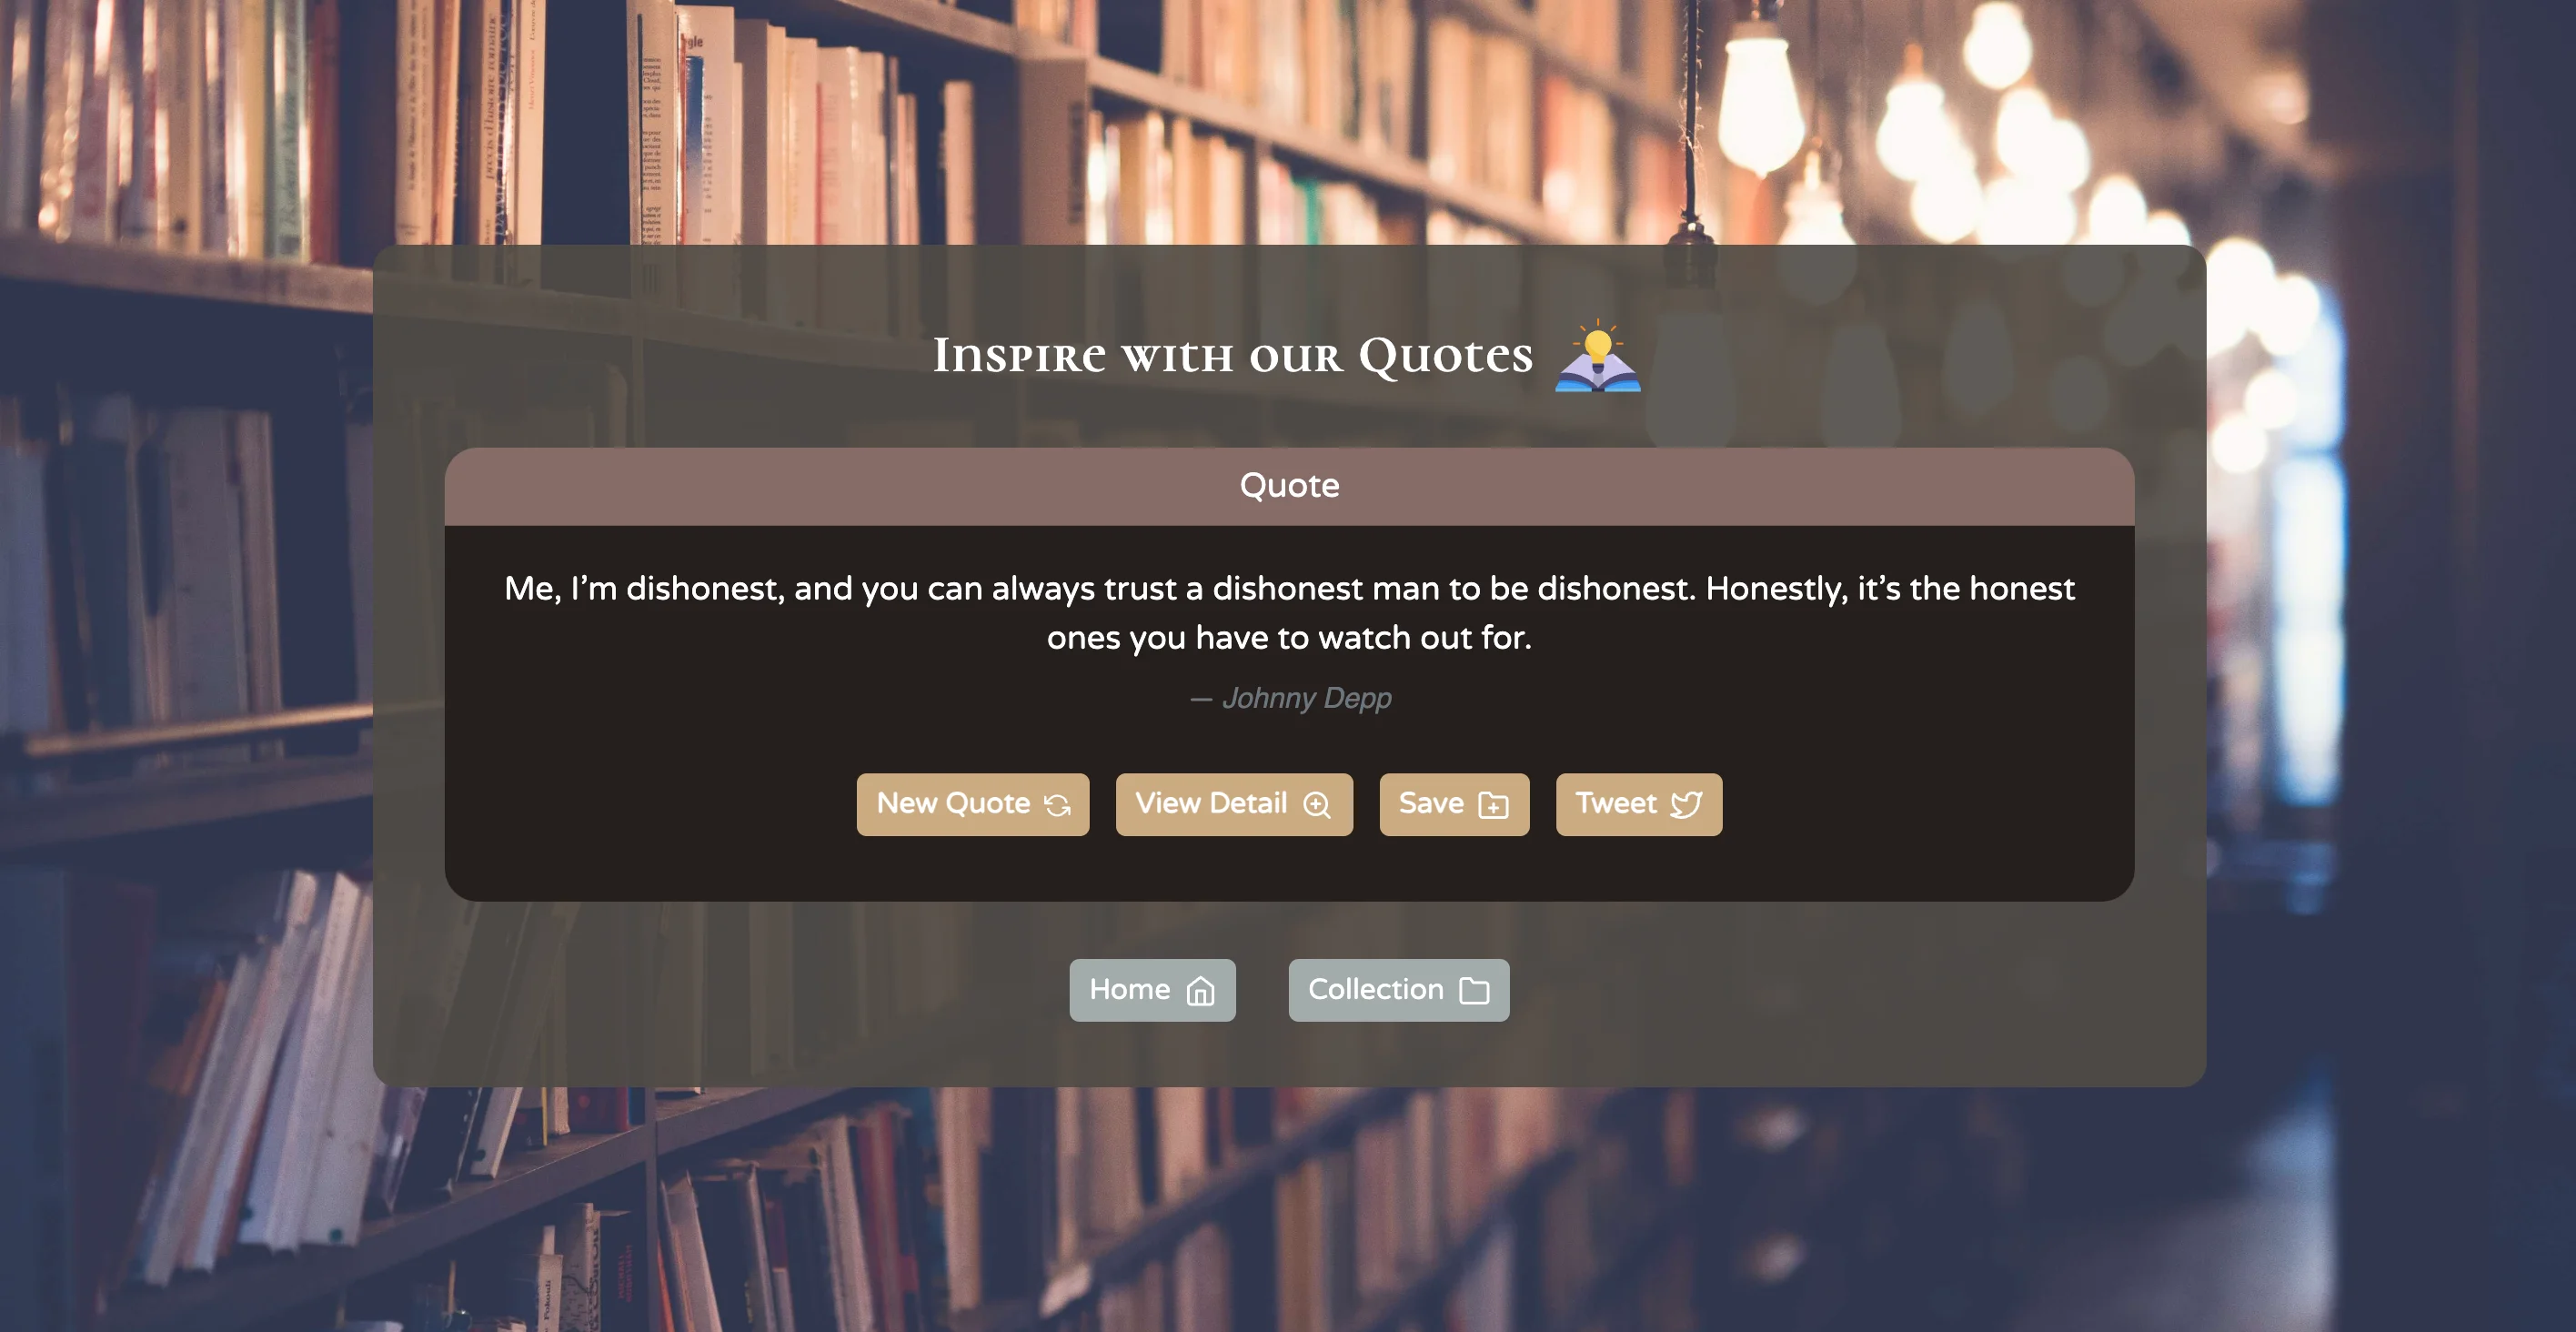 Inspire with our Quotes
Quote
Me, I’m dishonest, and you can always trust a dishonest man to be dishonest. Honestly, it’s the honest
ones you have to watch out for.
— Johnny Depp
New Quote
View Detail
Save
Tweet
Home
Collection